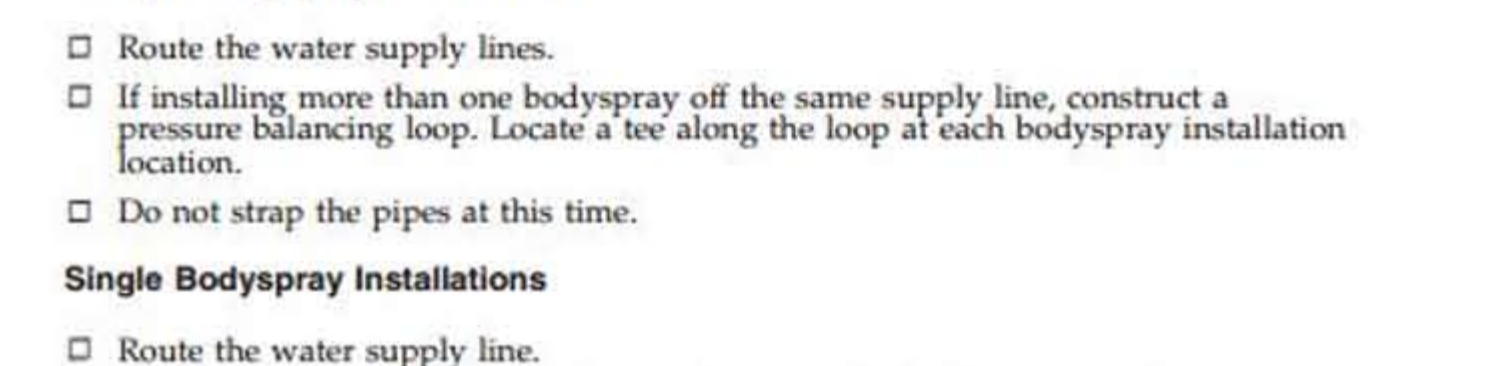 ☐ Route the water supply lines.
☐ If installing more than one bodyspray off the same supply line, construct a
pressure balancing loop. Locate a tee along the loop at each bodyspray installation
location.
☐ Do not strap the pipes at this time.
Single Bodyspray Installations
☐ Route the water supply line.